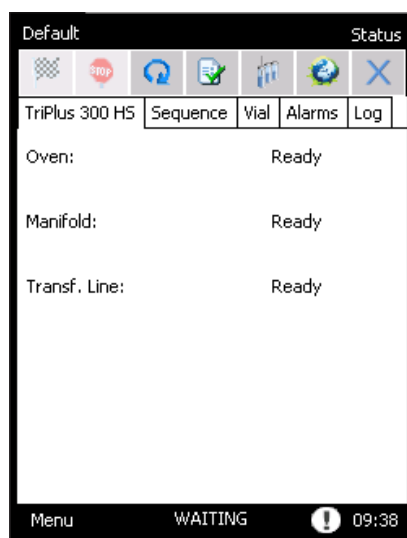 Default Status
STOP
TriPlus 300 HS Sequence Vial Alarms Log
Oven: Ready
Manifold: Ready
Transf. Line: Ready
Menu WAITING ! 09:38